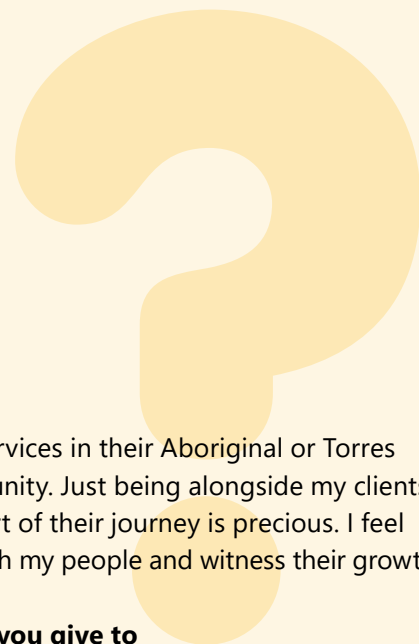 rvices in their Aboriginal or Torres
unity. Just being alongside my clients
rt of their journey is precious. I feel
h my people and witness their growt
you give to